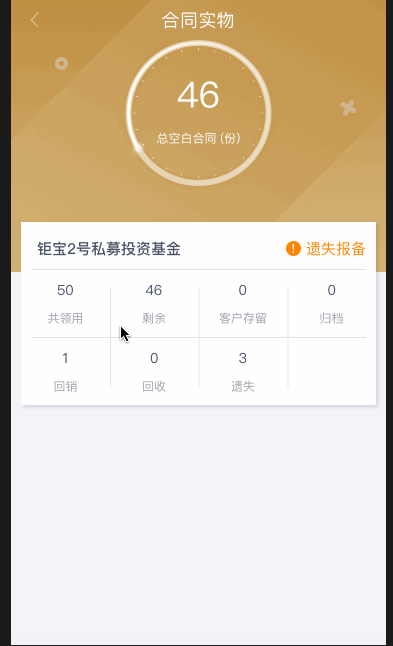 合同实物
46
总空白合同 (份)
钜宝2号私募投资基金
! 遗失报备
50 46 0 0
共领用 剩余 客户存留 归档
1 0 3
回销 回收 遗失